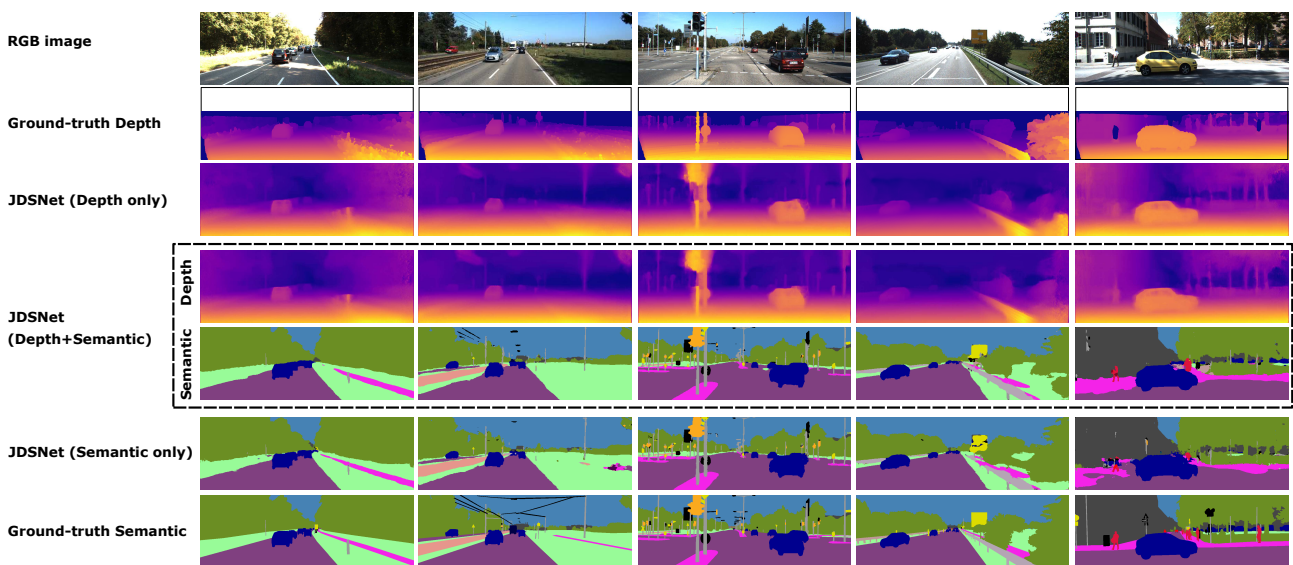 RGB image
Ground-truth Depth
JDSNet (Depth only)
JDSNet
(Depth+Semantic)
Depth
Semantic
JDSNet (Semantic only)
Ground-truth Semantic